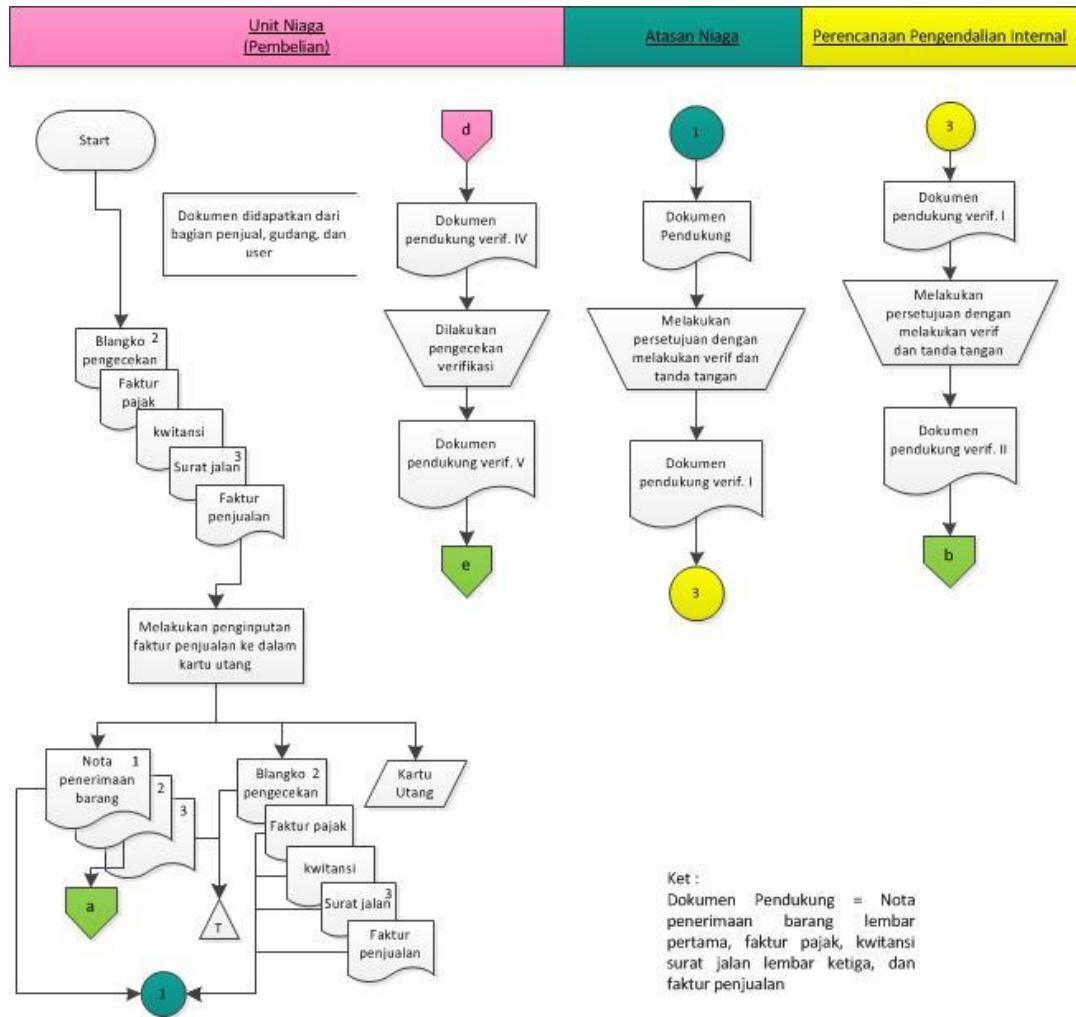 Unit Niaga
(Pembelian)
Atasan Niaga
Perencanaan Pengendalian Internal
Start
Dokumen didapatkan dari
bagian penjual, gudang, dan
user
Blangko 2
pengecekan
Faktur
pajak
kwitansi
3
Surat jalan
Faktur
penjualan
Melakukan penginputan
faktur penjualan ke dalam
kartu utang
Nota 1
penerimaan
barang
2
3
a
T
Blangko 2
pengecekan
Faktur pajak
kwitansi
3
Surat jalan
Faktur
penjualan
Kartu
Utang
1
d
Dokumen
pendukung verif. IV
Dilakukan
pengecekan
verifikasi
Dokumen
pendukung verif. V
e
1
Dokumen
Pendukung
Melakukan
persetujuan dengan
melakukan verif dan
tanda tangan
Dokumen
pendukung verif. I
3
3
Dokumen
pendukung verif. I
Melakukan
persetujuan dengan
melakukan verif
dan tanda tangan
Dokumen
pendukung verif. II
b
Ket :
Dokumen Pendukung = Nota
penerimaan barang lembar
pertama, faktur pajak, kwitansi
surat jalan lembar ketiga, dan
faktur penjualan